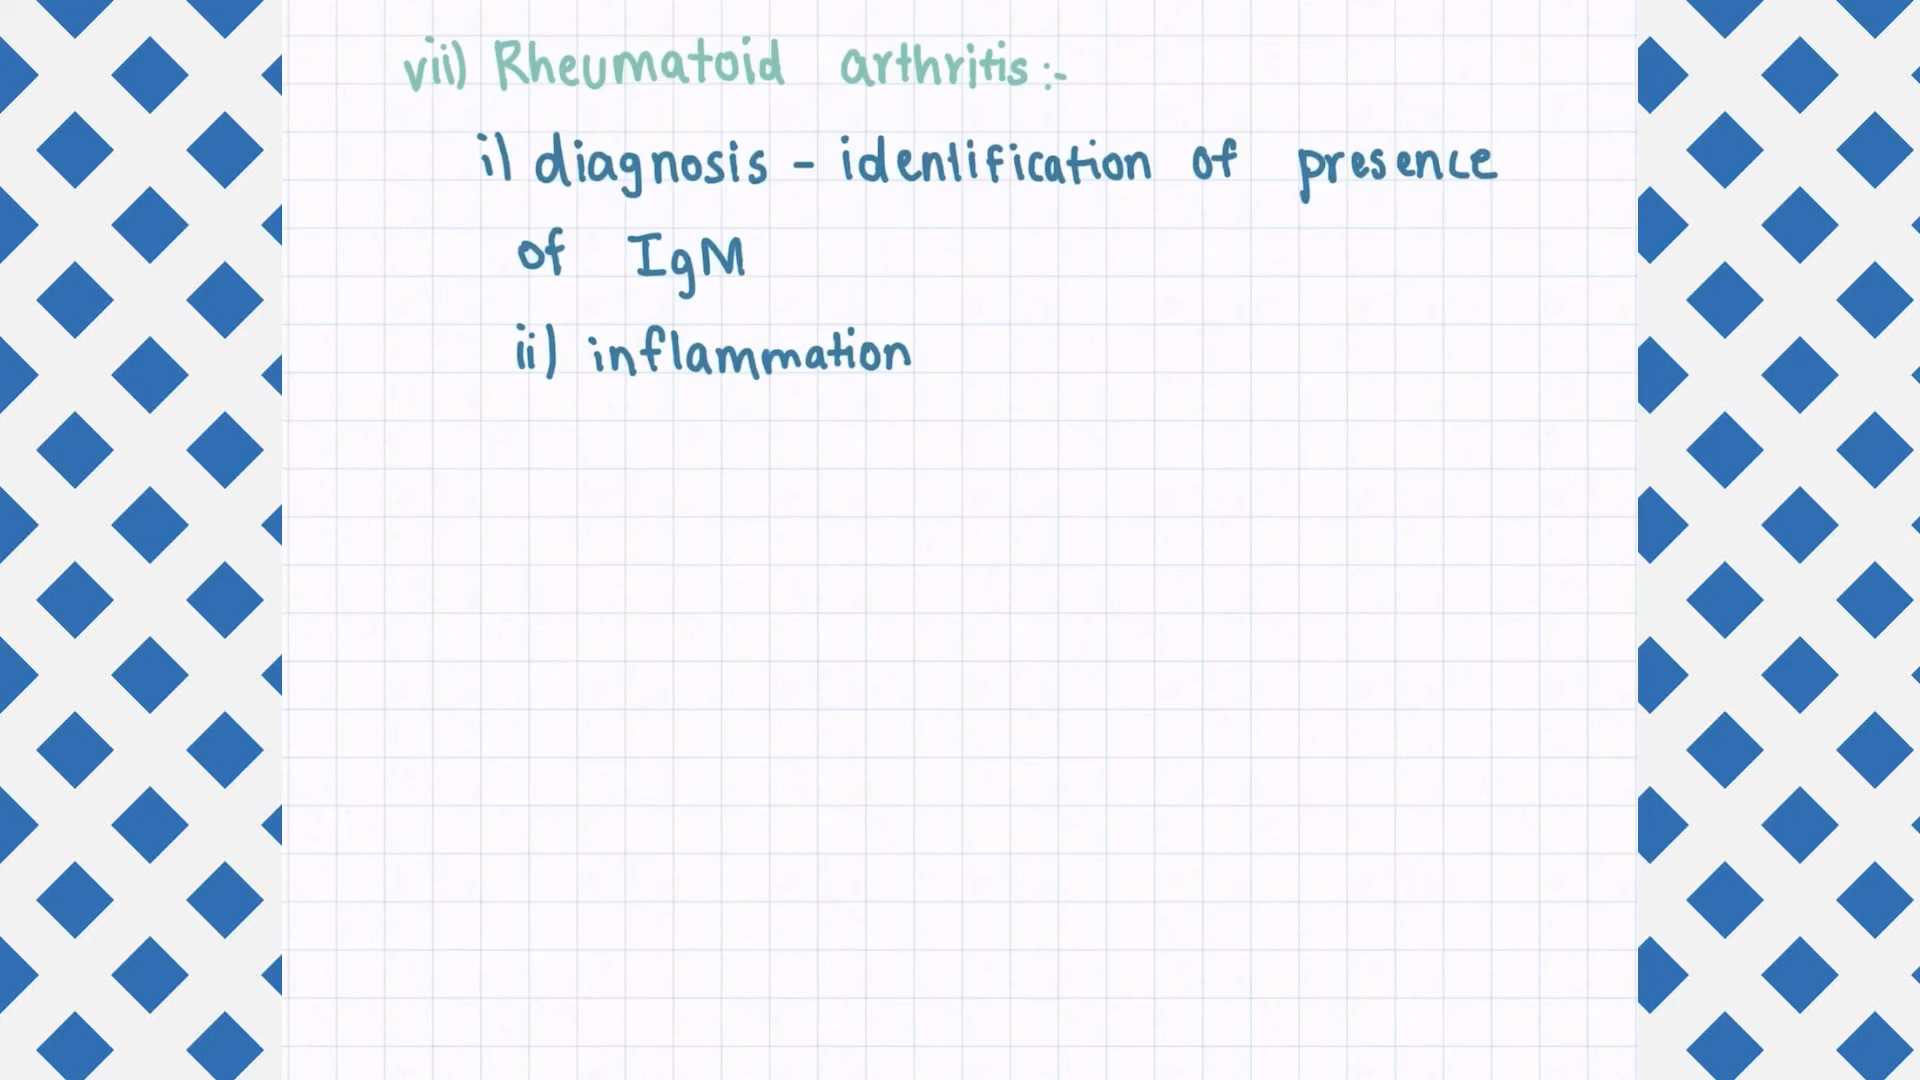 vii) Rheumatoid arthritis :-
i) diagnosis - identification of presence
of IgM
ii) inflammation